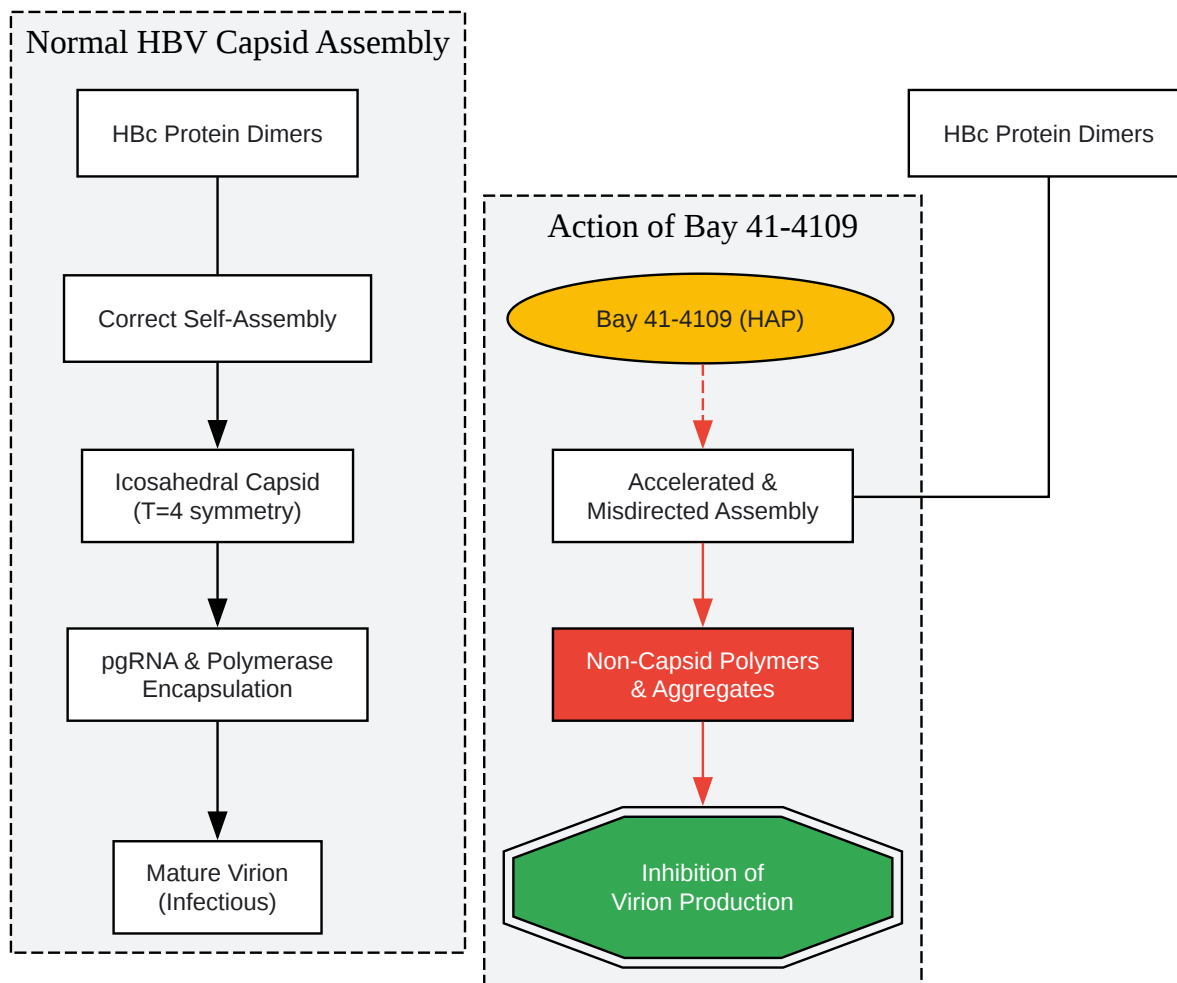 Normal HBV Capsid Assembly
HBc Protein Dimers
Correct Self-Assembly
Icosahedral Capsid
(T=4 symmetry)
pgRNA & Polymerase
Encapsulation
Mature Virion
(Infectious)
HBc Protein Dimers
Action of Bay 41-4109
Bay 41-4109 (HAP)
Accelerated &
Misdirected Assembly
Non-Capsid Polymers
& Aggregates
Inhibition of
Virion Production